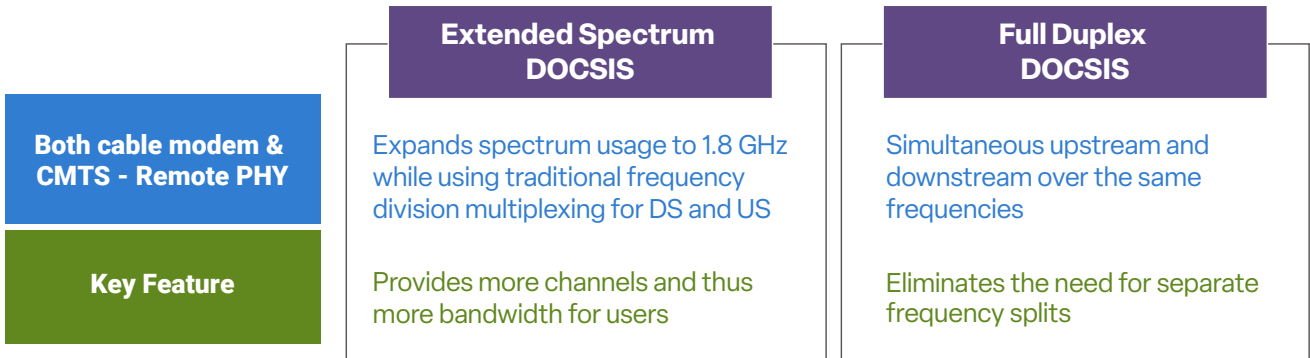 Extended Spectrum
DOCSIS
Full Duplex
DOCSIS
Both cable modem &
CMTS - Remote PHY
Expands spectrum usage to 1.8 GHz
while using traditional frequency
division multiplexing for DS and US
Simultaneous upstream and
downstream over the same
frequencies
Key Feature
Provides more channels and thus
more bandwidth for users
Eliminates the need for separate
frequency splits